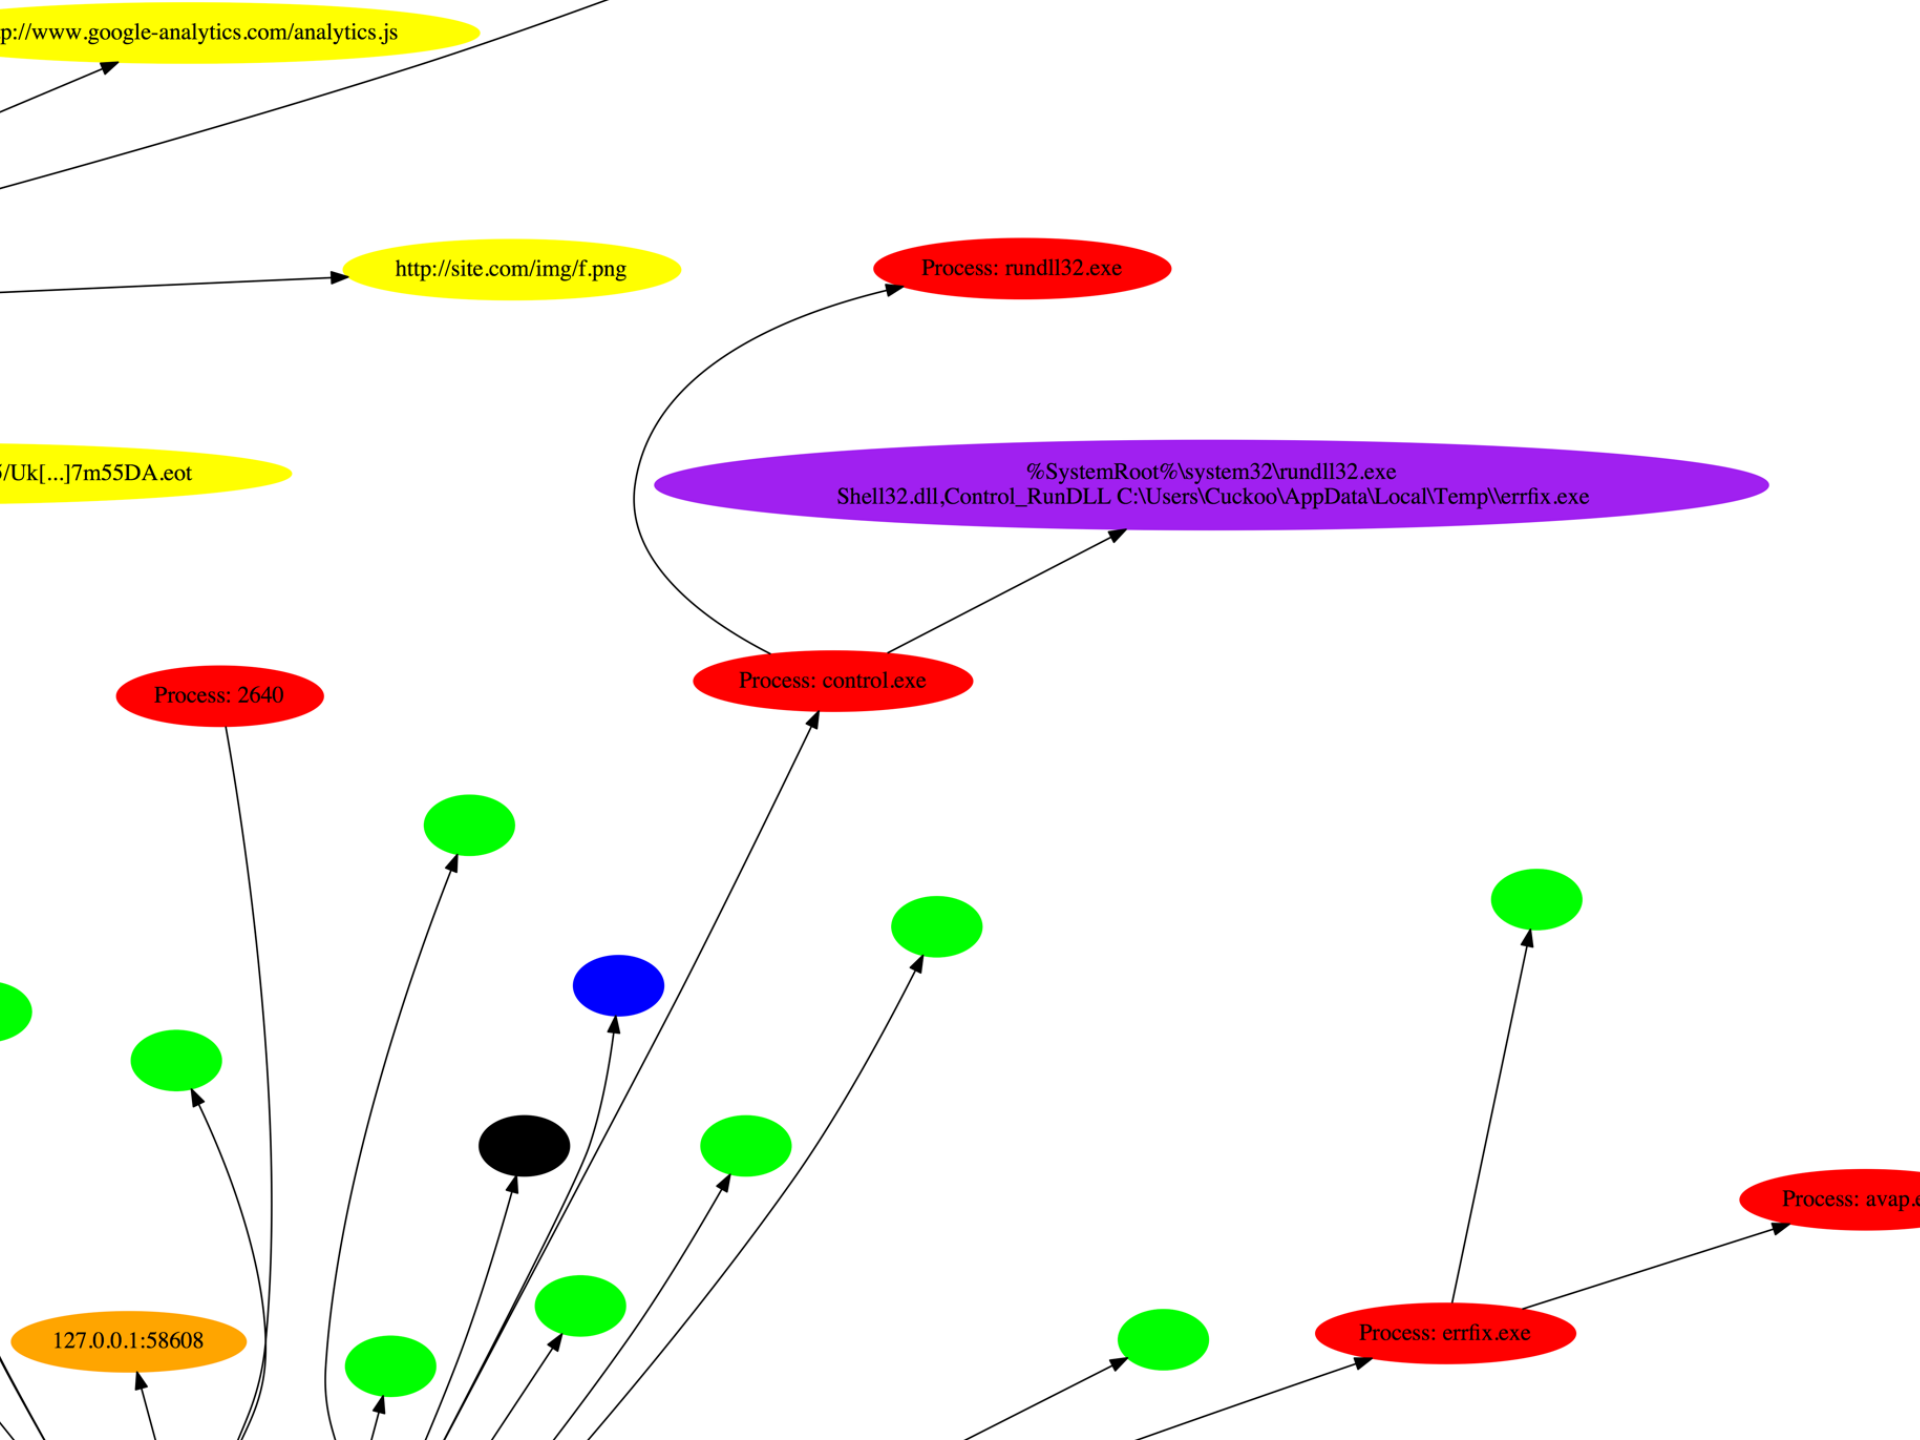 p://www.google-analytics.com/analytics.js
http://site.com/img/f.png
Process: rundll32.exe
5/Uk[...]7m55DA.eot
%SystemRoot%\system32\rundll32.exe
Shell32.dll,Control_RunDLL C:\Users\Cuckoo\AppData\Local\Temp\\errfix.exe
Process: 2640
Process: control.exe
Process: avap.e
127.0.0.1:58608
Process: errfix.exe